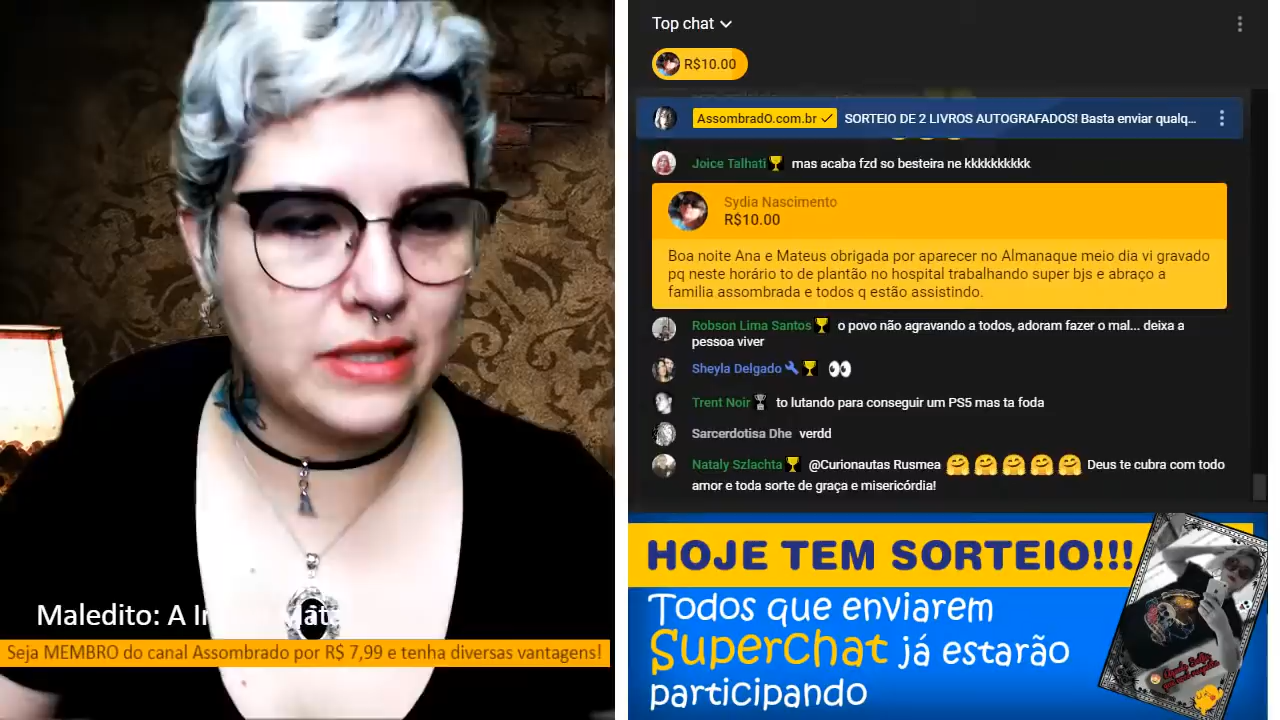 Maledito: A I
Seja MEMBRO do canal Assombrado por R$ 7,99 e tenha diversas vantagens!
Top chat
R$10.00
AssombradO.com.br SORTEIO DE 2 LIVROS AUTOGRAFADOS! Basta enviar qualq...
Joice Talhati mas acaba fzd so besteira ne kkkkkkkkkk
Sydia Nascimento
R$10.00
Boa noite Ana e Mateus obrigada por aparecer no Almanaque meio dia vi gravado
pq neste horário to de plantão no hospital trabalhando super bjs e abraço a
familia assombrada e todos q estão assistindo.
Robson Lima Santos o povo não agravando a todos, adoram fazer o mal... deixa a
pessoa viver
Sheyla Delgado 👀
Trent Noir to lutando para conseguir um PS5 mas ta foda
Sarcerdotisa Dhe verdd
Nataly Szlachta @Curionautas Rusmea 🤗🤗🤗🤗🤗 Deus te cubra com todo
amor e toda sorte de graça e misericórdia!
HOJE TEM SORTEIO!!!
Todos que enviarem
Superchat já estarão
participando